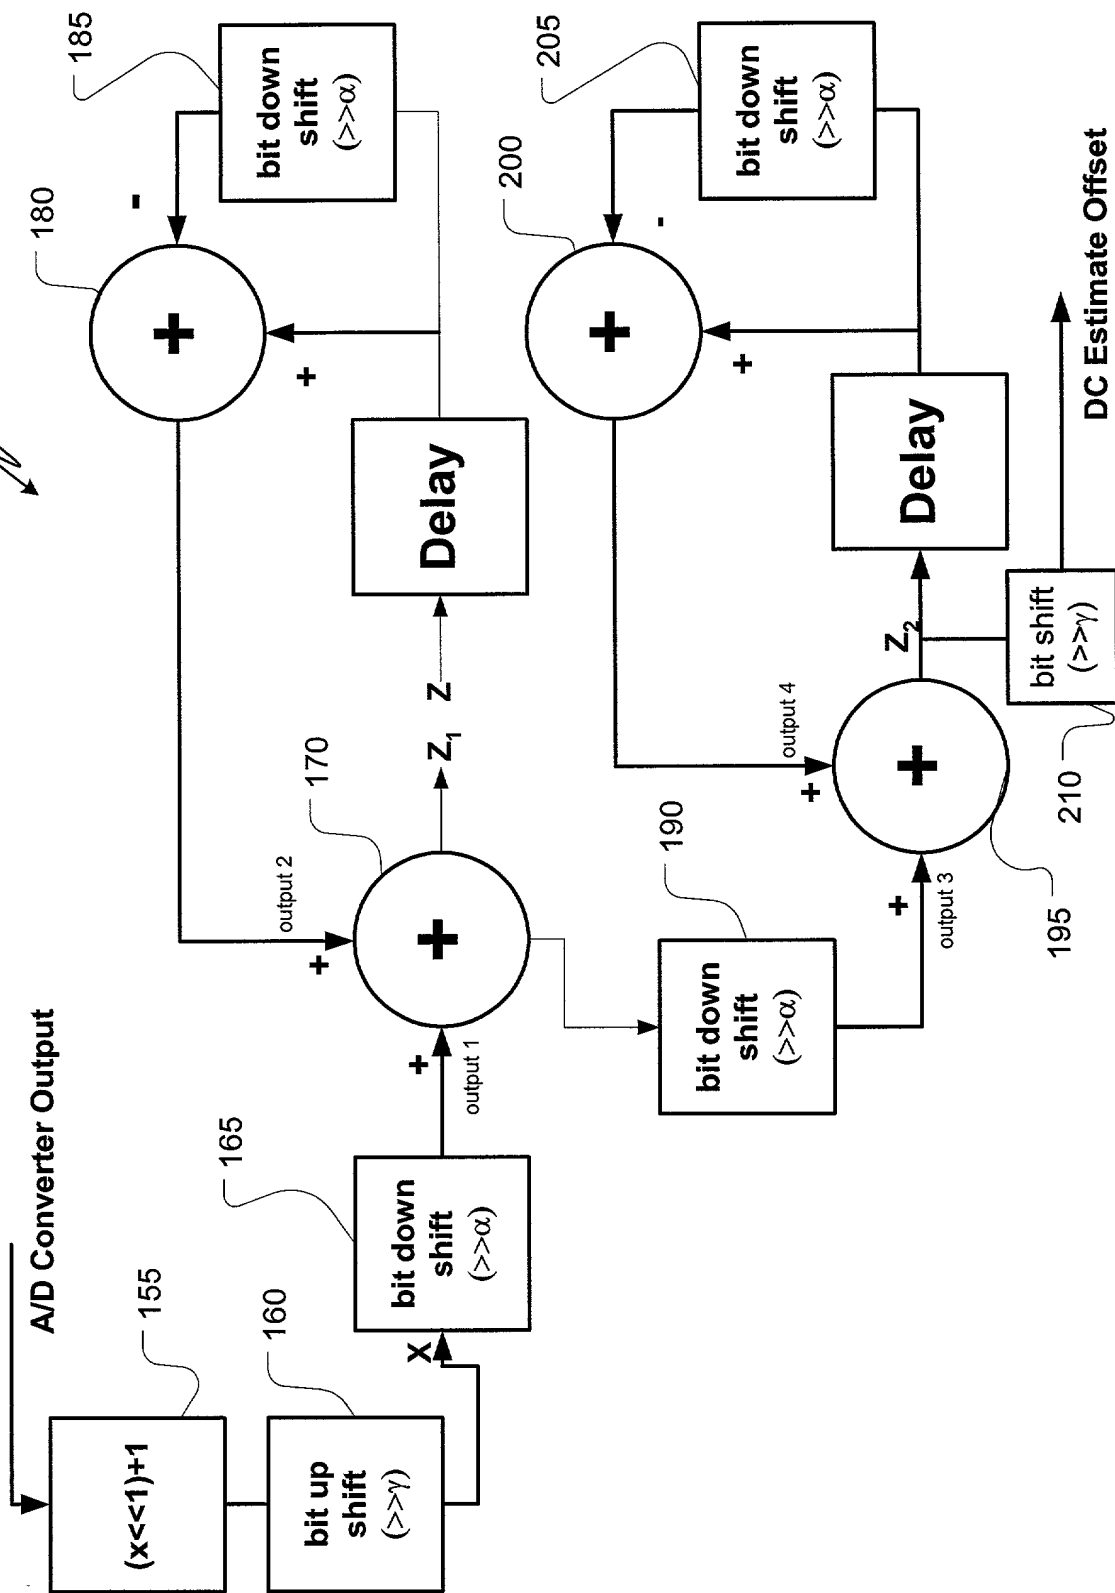 A/D Converter Output
(x<<1)+1
155
bit up
shift
(>>γ)
160
X
bit down
shift
(>>α)
165
+
output 1
+
170
+
output 2
Z₁
Z
Delay
+
+
180
-
bit down
shift
(>>α)
185
bit down
shift
(>>α)
190
+
output 3
+
195
+
output 4
Z₂
Delay
+
+
200
-
bit down
shift
(>>α)
205
bit shift
(>>γ)
210
DC Estimate Offset